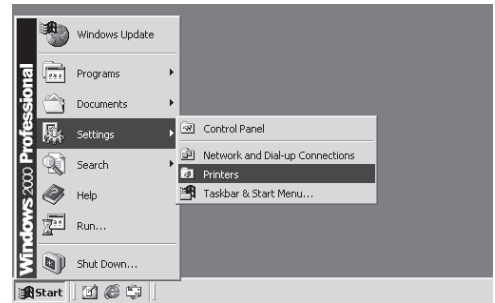 Windows Update
Programs
Documents
Settings
Search
Help
Run...
Shut Down...
Windows 2000 Professional
Control Panel
Network and Dial-up Connections
Printers
Taskbar & Start Menu...
Start